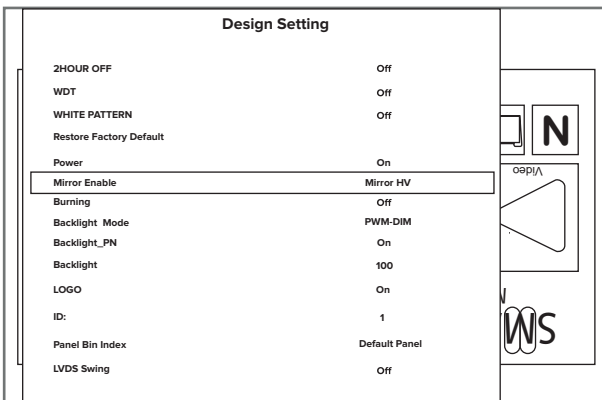 Design Setting
2HOUR OFF Off
WDT Off
WHITE PATTERN Off
Restore Factory Default
Power On
Mirror Enable Mirror HV
Burning Off
Backlight Mode PWM-DIM
Backlight_PN On
Backlight 100
LOGO On
ID: 1
Panel Bin Index Default Panel
LVDS Swing Off
N
Video